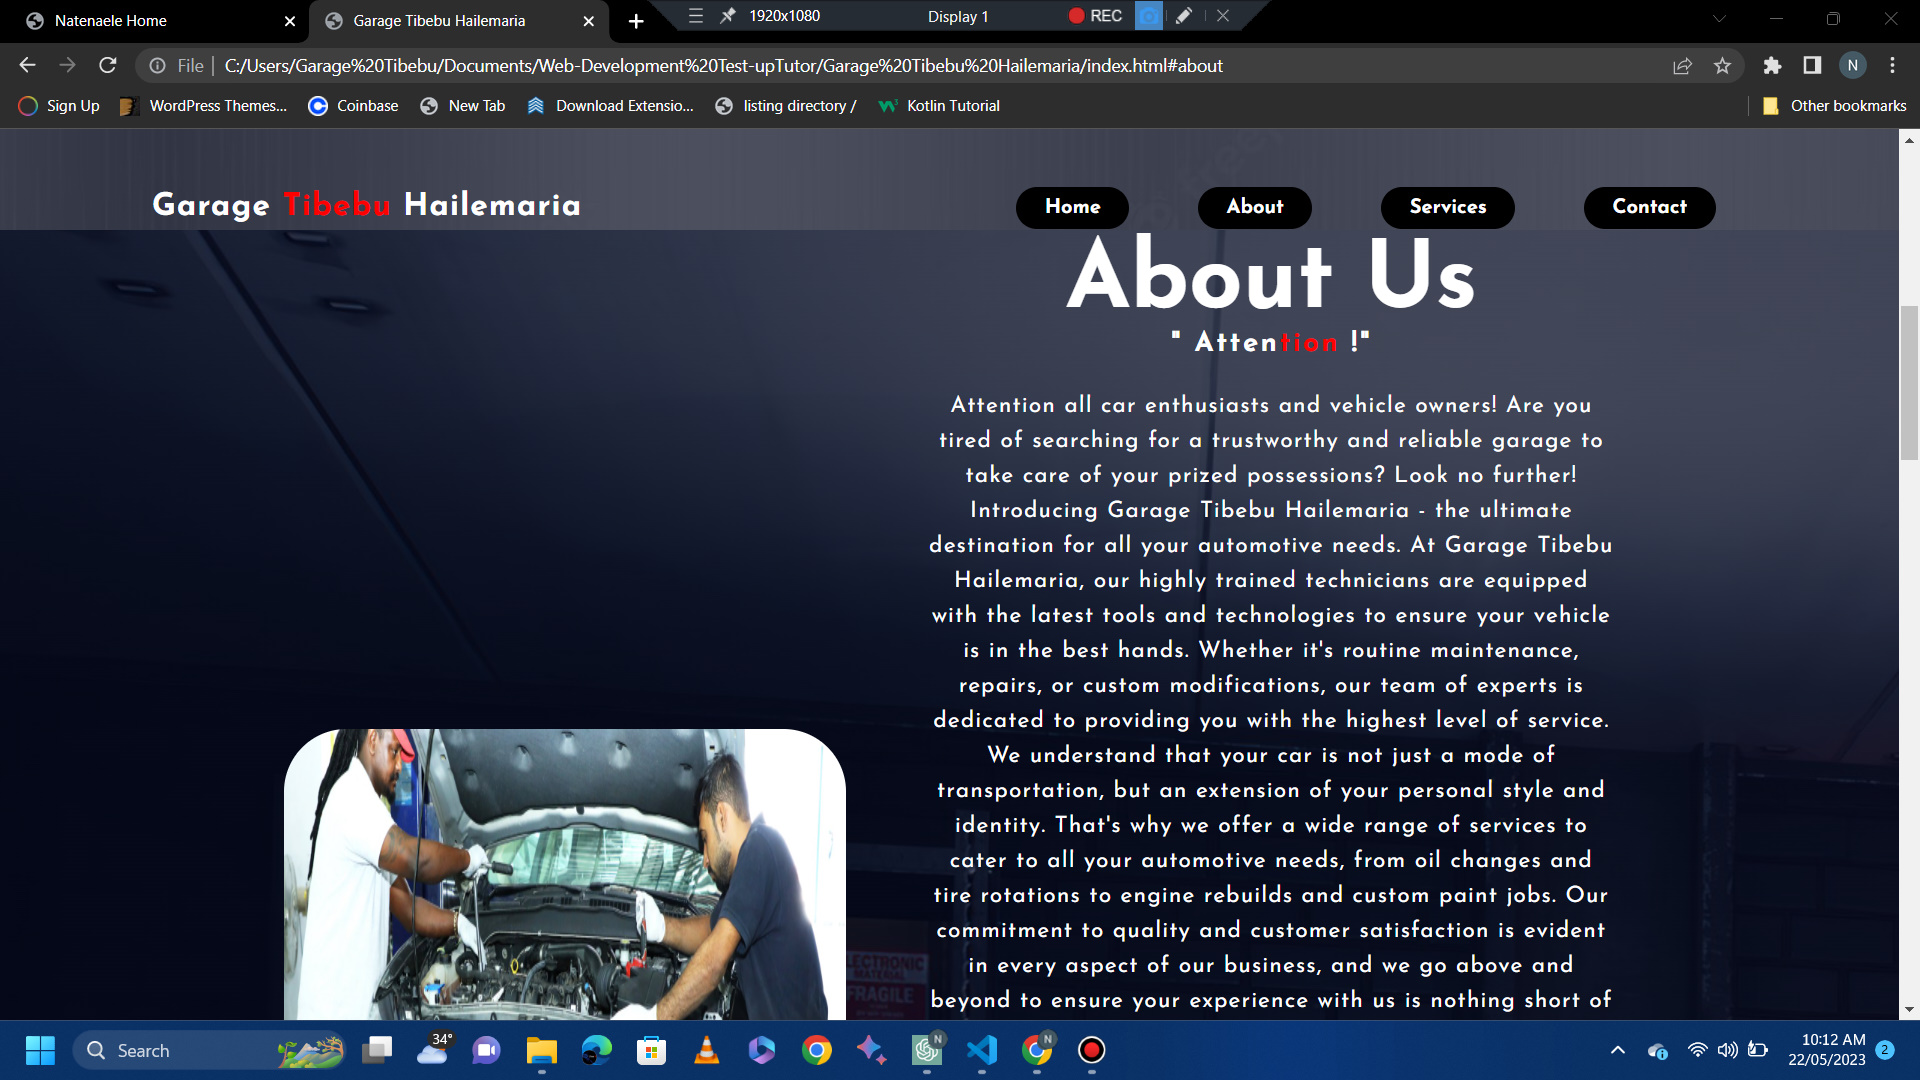 Natenaele Home
Garage Tibebu Hailemaria
1920x1080
Display 1
REC
File
C:/Users/Garage%20Tibebu/Documents/Web-Development%20Test-upTutor/Garage%20Tibebu%20Hailemaria/index.html#about
N
Sign Up
WordPress Themes...
Coinbase
New Tab
Download Extensio...
listing directory /
Kotlin Tutorial
Other bookmarks
Garage Tibebu Hailemaria
Home
About
Services
Contact
About Us
" Attention !"
Attention all car enthusiasts and vehicle owners! Are you
tired of searching for a trustworthy and reliable garage to
take care of your prized possessions? Look no further!
Introducing Garage Tibebu Hailemaria - the ultimate
destination for all your automotive needs. At Garage Tibebu
Hailemaria, our highly trained technicians are equipped
with the latest tools and technologies to ensure your vehicle
is in the best hands. Whether it's routine maintenance,
repairs, or custom modifications, our team of experts is
dedicated to providing you with the highest level of service.
We understand that your car is not just a mode of
transportation, but an extension of your personal style and
identity. That's why we offer a wide range of services to
cater to all your automotive needs, from oil changes and
tire rotations to engine rebuilds and custom paint jobs. Our
commitment to quality and customer satisfaction is evident
in every aspect of our business, and we go above and
beyond to ensure your experience with us is nothing short of
LECTRONIC
MATERIAL
FRAGILE
Search
34°
N
N
10:12 AM
22/05/2023
2